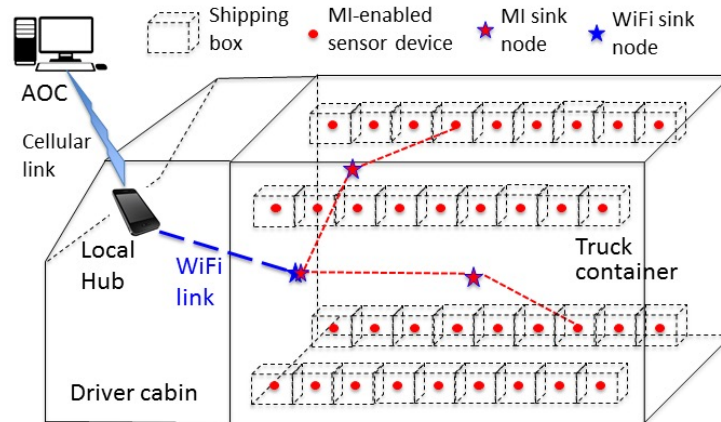 Shipping
box
MI-enabled
sensor device
MI sink
node
WiFi sink
node
AOC
Cellular
link
Local
Hub
WiFi
link
Truck
container
Driver cabin